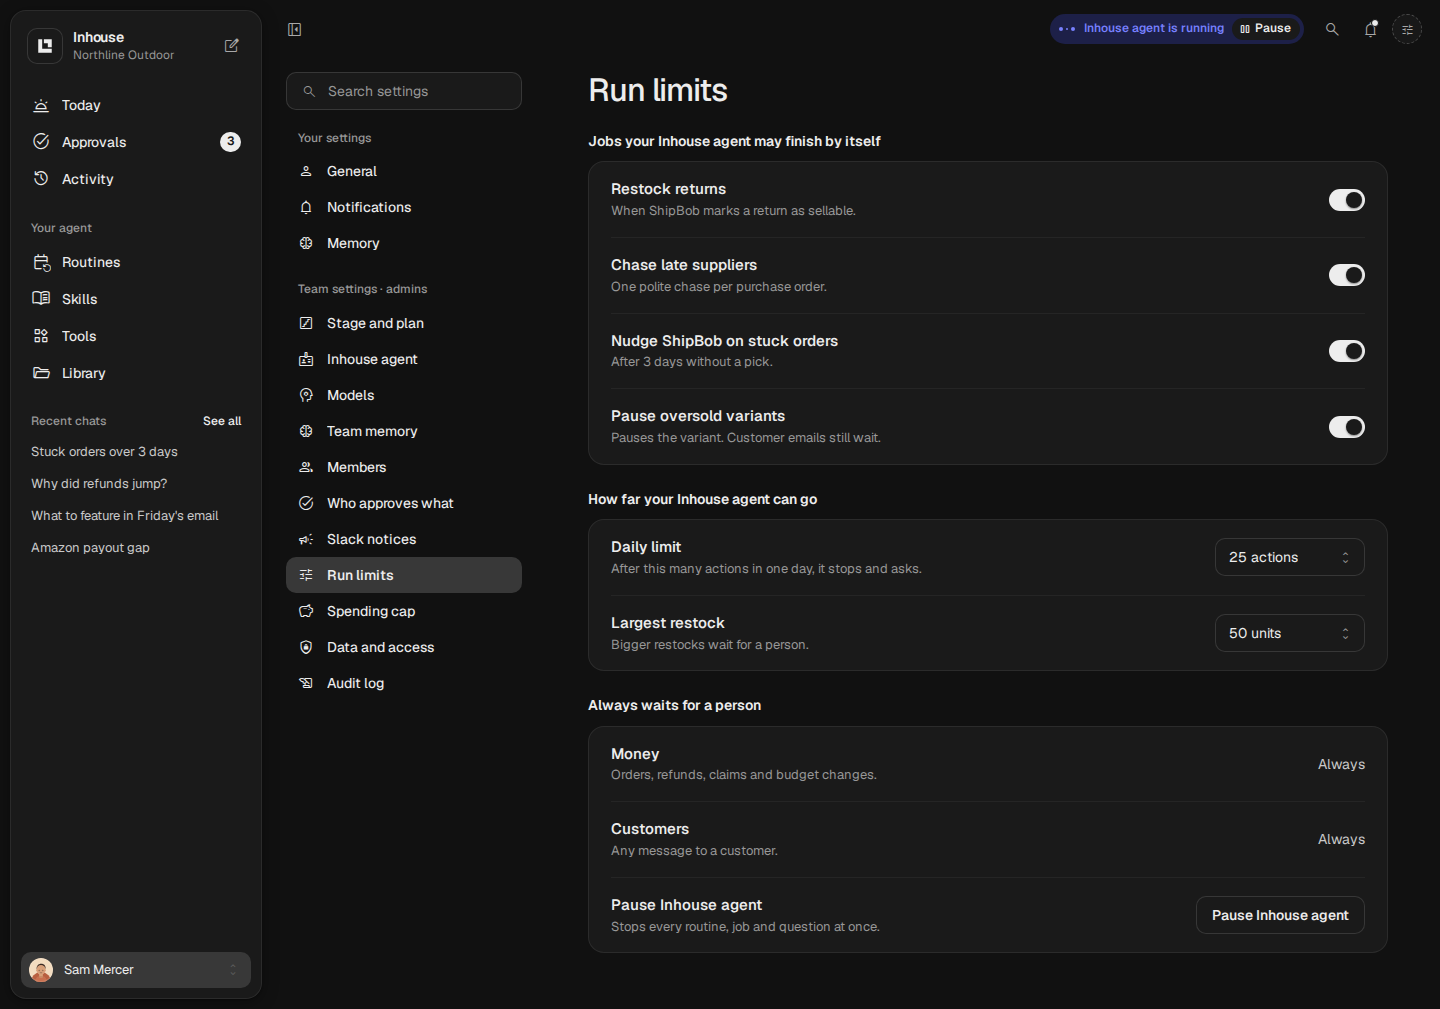 Inhouse
Northline Outdoor
Today
Approvals
3
Activity
Your agent
Routines
Skills
Tools
Library
Recent chats
See all
Stuck orders over 3 days
Why did refunds jump?
What to feature in Friday's email
Amazon payout gap
Sam Mercer
Search settings
Your settings
General
Notifications
Memory
Team settings · admins
Stage and plan
Inhouse agent
Models
Team memory
Members
Who approves what
Slack notices
Run limits
Spending cap
Data and access
Audit log
Inhouse agent is running
Pause
Run limits
Jobs your Inhouse agent may finish by itself
Restock returns
When ShipBob marks a return as sellable.
Chase late suppliers
One polite chase per purchase order.
Nudge ShipBob on stuck orders
After 3 days without a pick.
Pause oversold variants
Pauses the variant. Customer emails still wait.
How far your Inhouse agent can go
Daily limit
After this many actions in one day, it stops and asks.
25 actions
Largest restock
Bigger restocks wait for a person.
50 units
Always waits for a person
Money
Orders, refunds, claims and budget changes.
Always
Customers
Any message to a customer.
Always
Pause Inhouse agent
Stops every routine, job and question at once.
Pause Inhouse agent